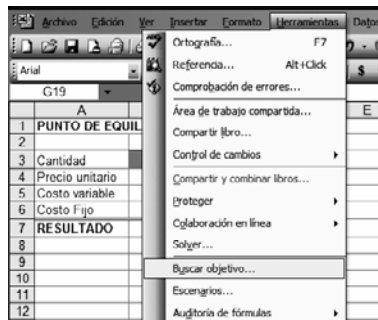 Archivo Edición Ver Insertar Formato Herramientas Datos
Arial $
G19
A E
1 PUNTO DE EQUIL
2
3 Cantidad
4 Precio unitario
5 Costo variable
6 Costo Fijo
7 RESULTADO
8
9
10
11
12
Ortografía... F7
Referencia... Alt+Click
Comprobación de errores...
Área de trabajo compartida...
Compartir libro...
Control de cambios
Compartir y combinar libros...
Proteger
Colaboración en línea
Solver...
Buscar objetivo...
Escenarios...
Auditoría de fórmulas